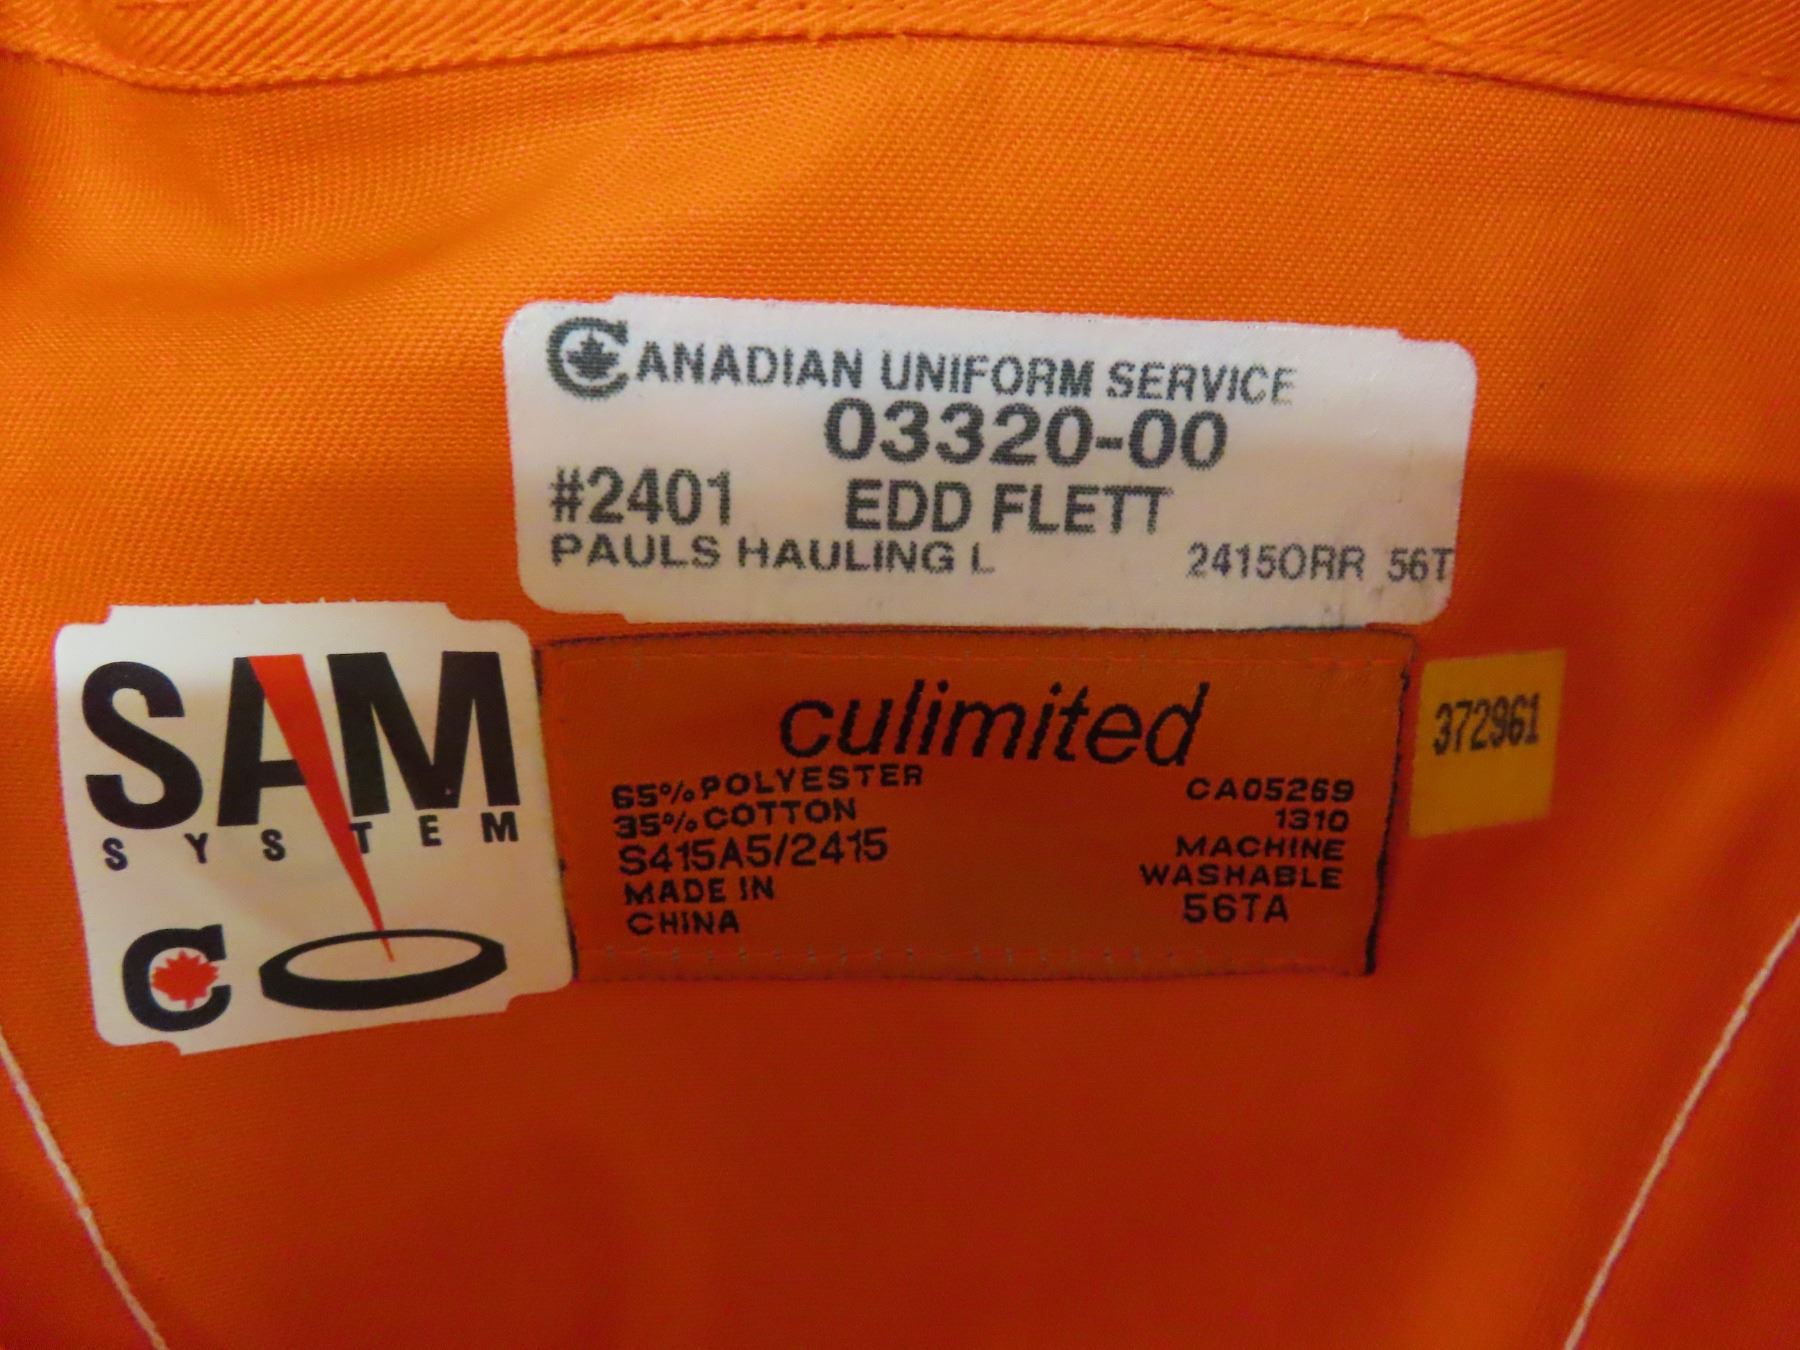 CANADIAN UNIFORM SERVICE
03320-00
#2401 EDD FLETT
PAULS HAULING L 2415ORR 56T
SAM
SYSTEM
C
culimited
65% POLYESTER
35% COTTON
S415A5/2415
MADE IN
CHINA
CA05269
1310
MACHINE
WASHABLE
56TA
372961